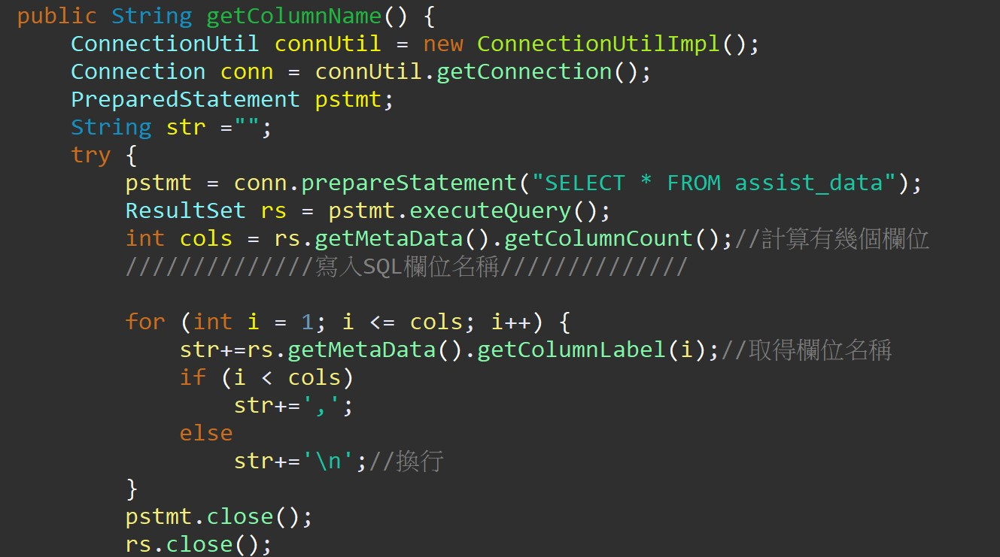 public String getColumnName() {
    ConnectionUtil connUtil = new ConnectionUtilImpl();
    Connection conn = connUtil.getConnection();
    PreparedStatement pstmt;
    String str ="";
    try {
        pstmt = conn.prepareStatement("SELECT * FROM assist_data");
        ResultSet rs = pstmt.executeQuery();
        int cols = rs.getMetaData().getColumnCount();//計算有幾個欄位
        //////////////寫入SQL欄位名稱//////////////
        for (int i = 1; i <= cols; i++) {
            str+=rs.getMetaData().getColumnLabel(i);//取得欄位名稱
            if (i < cols)
                str+=',';
            else
                str+='\n';//換行
        }
        pstmt.close();
        rs.close();